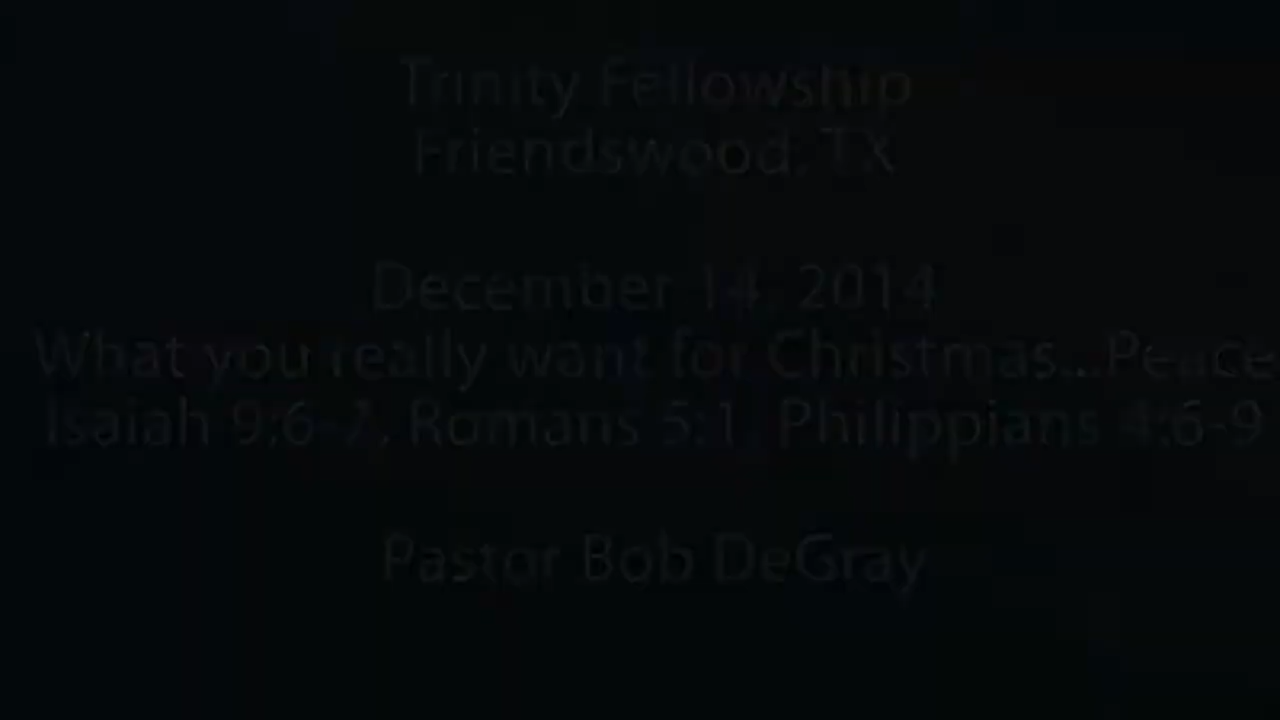 Trinity Fellowship
Friendswood, TX
December 14, 2014
What you really want for Christmas...Peace
Isaiah 9:6-7, Romans 5:1, Philippians 4:6-9
Pastor Bob DeGray